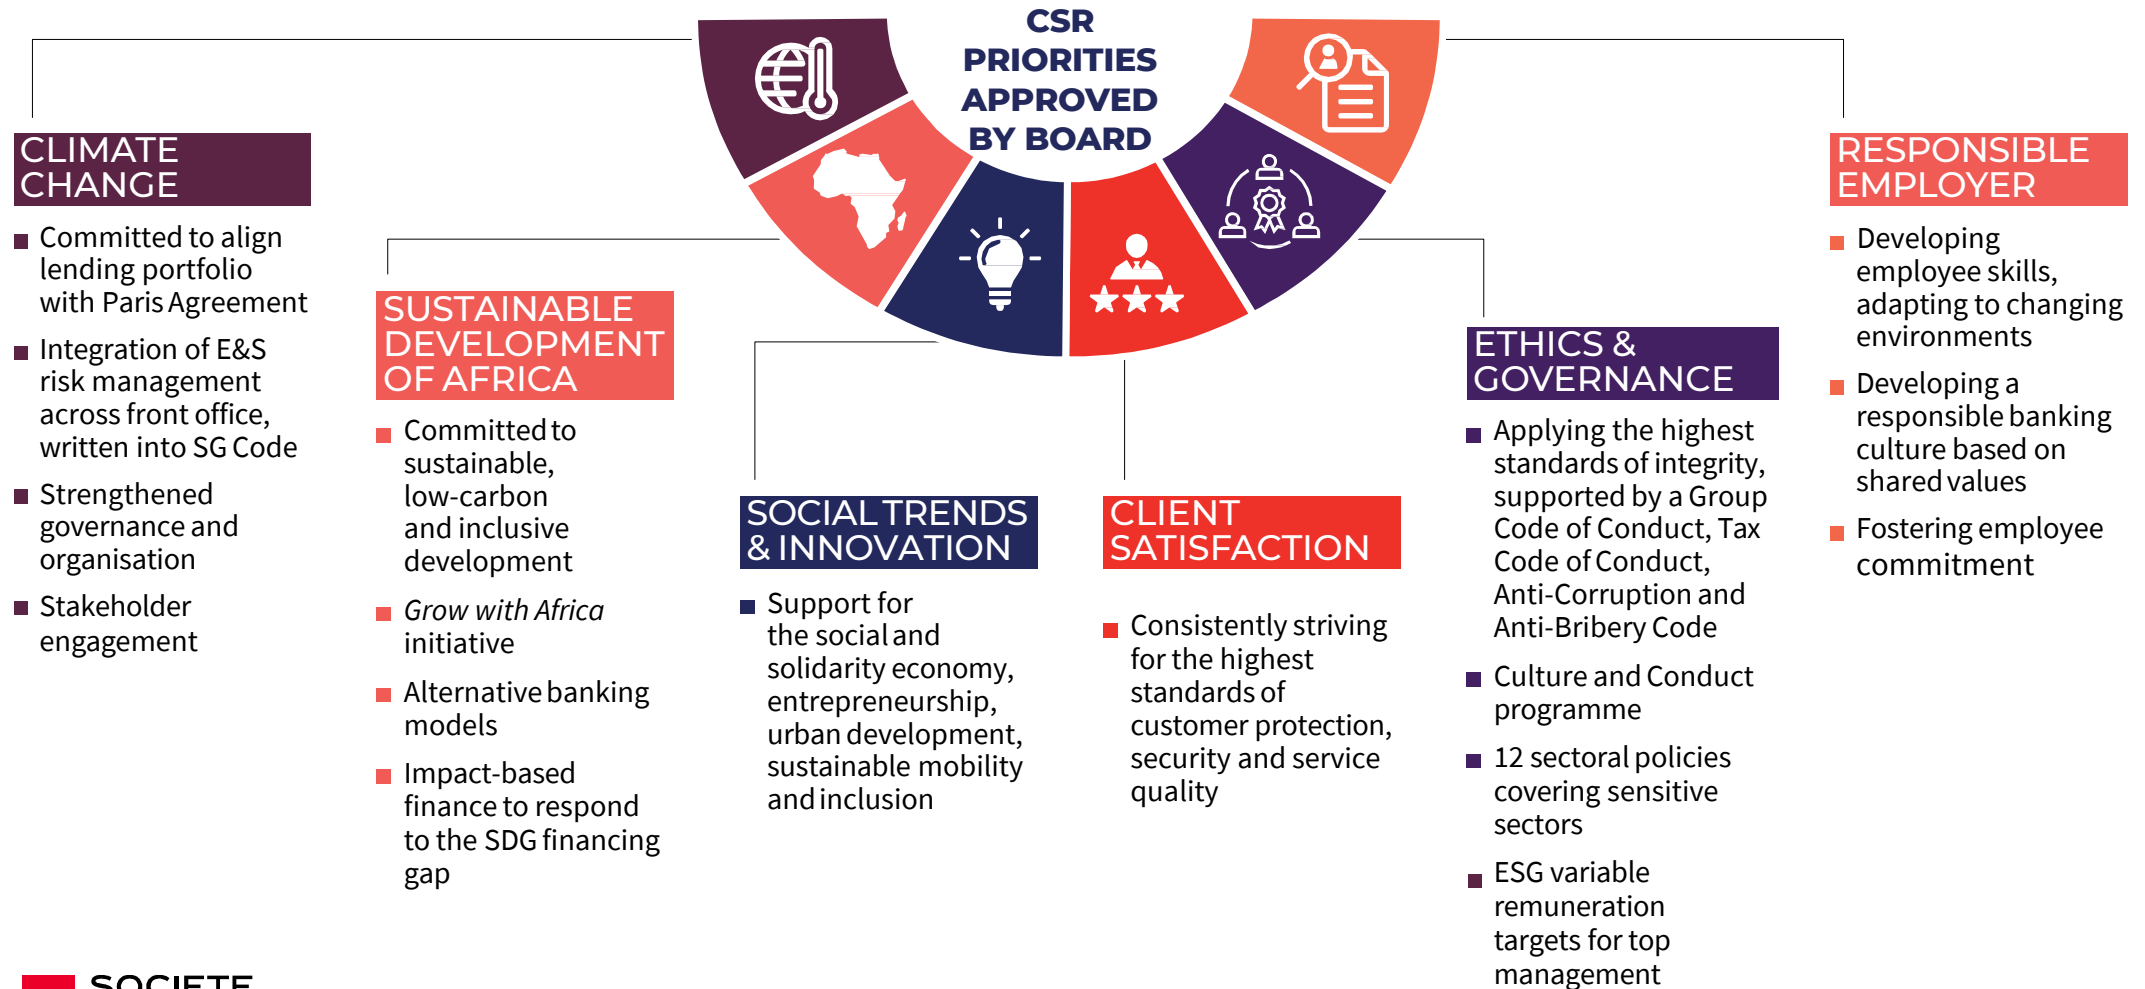 CSR
PRIORITIES
APPROVED
BY BOARD
CLIMATE
CHANGE
Committed to align
lending portfolio
with Paris Agreement
Integration of E&S
risk management
across front office,
written into SG Code
Strengthened
governance and
organisation
Stakeholder
engagement
SUSTAINABLE
DEVELOPMENT
OF AFRICA
Committed to
sustainable,
low-carbon
and inclusive
development
Grow with Africa
initiative
Alternative banking
models
Impact-based
finance to respond
to the SDG financing
gap
SOCIAL TRENDS
& INNOVATION
Support for
the social and
solidarity economy,
entrepreneurship,
urban development,
sustainable mobility
and inclusion
CLIENT
SATISFACTION
Consistently striving
for the highest
standards of
customer protection,
security and service
quality
ETHICS &
GOVERNANCE
Applying the highest
standards of integrity,
supported by a Group
Code of Conduct, Tax
Code of Conduct,
Anti-Corruption and
Anti-Bribery Code
Culture and Conduct
programme
12 sectoral policies
covering sensitive
sectors
ESG variable
remuneration
targets for top
management
RESPONSIBLE
EMPLOYER
Developing
employee skills,
adapting to changing
environments
Developing a
responsible banking
culture based on
shared values
Fostering employee
commitment
SOCIETE